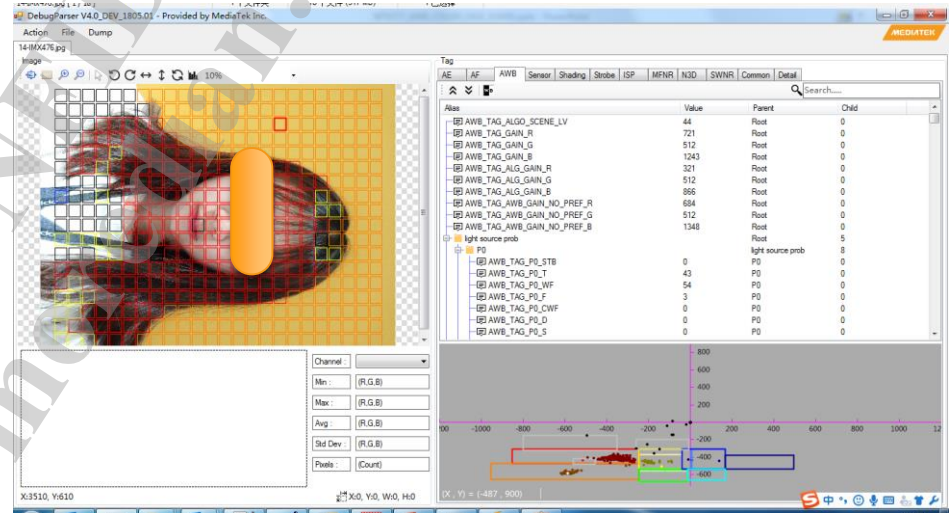 DebugParser V4.0_DEV_1805.01 - Provided by MediaTek Inc.
Action File Dump
MEDIATEK
14-IMX476.jpg
Image
10%
Tag
AE AF AWB Sensor Shading Strobe ISP MFNR N3D SWNR Common Detail
Search.....
Alias Value Parent Child
AWB_TAG_ALGO_SCENE_LV 44 Root 0
AWB_TAG_GAIN_R 721 Root 0
AWB_TAG_GAIN_G 512 Root 0
AWB_TAG_GAIN_B 1243 Root 0
AWB_TAG_ALG_GAIN_R 321 Root 0
AWB_TAG_ALG_GAIN_G 512 Root 0
AWB_TAG_ALG_GAIN_B 866 Root 0
AWB_TAG_AWB_GAIN_NO_PREF_R 684 Root 0
AWB_TAG_AWB_GAIN_NO_PREF_G 512 Root 0
AWB_TAG_AWB_GAIN_NO_PREF_B 1348 Root 0
light source prob Root 5
P0 light source prob 8
AWB_TAG_P0_STB 0 P0 0
AWB_TAG_P0_T 43 P0 0
AWB_TAG_P0_WF 54 P0 0
AWB_TAG_P0_F 3 P0 0
AWB_TAG_P0_CWF 0 P0 0
AWB_TAG_P0_D 0 P0 0
AWB_TAG_P0_S 0 P0 0
Channel :
Min : (R,G,B)
Max : (R,G,B)
Avg : (R,G,B)
Std Dev : (R,G,B)
Pixels : (Count)
800
600
400
200
-1000 -800 -600 -400 -200 0 200 400 600 800 1000 12
-200
-400
-600
(X , Y) = (-487 , 900)
X:3510, Y:610
X:0, Y:0, W:0, H:0
中